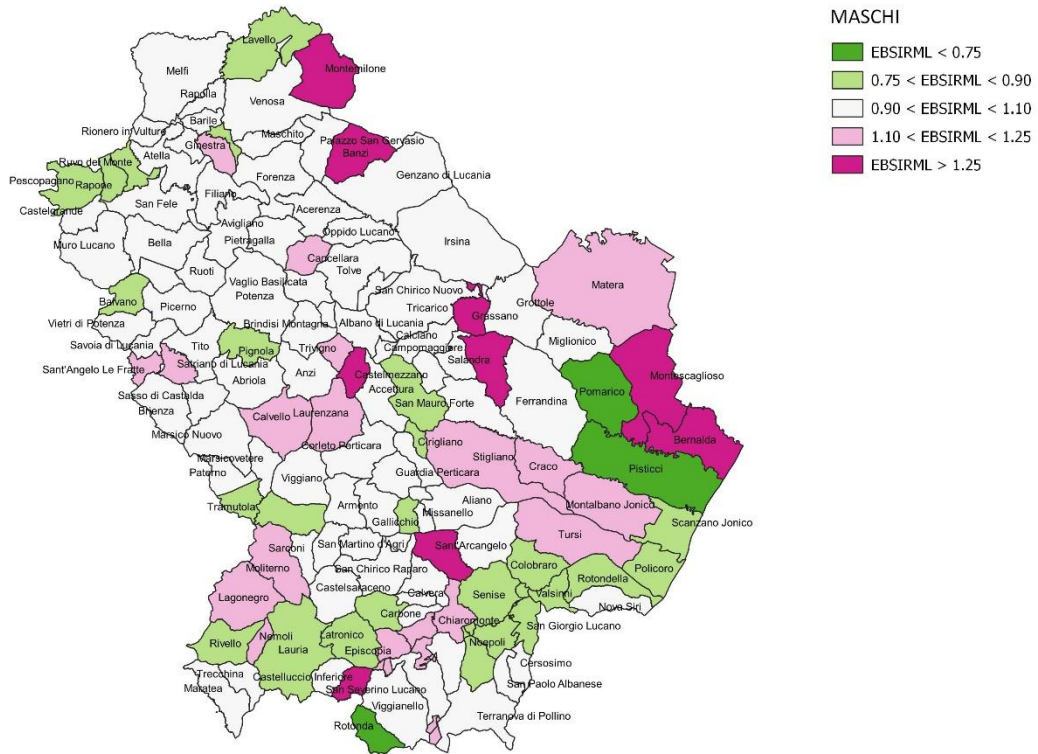 MASCHI
EBSIRML < 0.75
0.75 < EBSIRML < 0.90
0.90 < EBSIRML < 1.10
1.10 < EBSIRML < 1.25
EBSIRML > 1.25
Lavello
Melfi
Montemilone
Rapolla
Venosa
Barile
Rionero in Vulture
Maschito
Palazzo San Gervasio
Ginestra
Banzi
Atella
Ruvo del Monte
Genzano di Lucania
Forenza
Pescopagano
Rapone
Filiano
San Fele
Castelgrande
Acerenza
Avigliano
Oppido Lucano
Muro Lucano
Bella
Pietragalla
Irsina
Cancellara
Ruoti
Tolve
Vaglio Basilicata
Matera
San Chirico Nuovo
Potenza
Balvano
Grottole
Picerno
Tricarico
Grassano
Vietri di Potenza
Brindisi Montagna
Albano di Lucania
Calciano
Miglionico
Savoia di Lucania
Tito
Pignola
Trivigno
Campomaggiore
Salandra
Sant'Angelo Le Fratte
Satriano di Lucania
Anzi
Castelmezzano
Montescaglioso
Abriola
Accettura
Pomarico
Sasso di Castalda
San Mauro Forte
Ferrandina
Brienza
Calvello
Laurenzana
Marsico Nuovo
Corleto Perticara
Cirigliano
Bernalda
Stigliano
Marsicovetere
Craco
Pisticci
Paterno
Viggiano
Guardia Perticara
Tramutola
Armento
Aliano
Montalbano Jonico
Missanello
Gallicchio
Scanzano Jonico
Tursi
Sarconi
San Martino d'Agri
Sant'Arcangelo
Moliterno
San Chirico Raparo
Colobraro
Policoro
Rotondella
Castelsaraceno
Calvera
Senise
Valsinni
Lagonegro
Nova Siri
Carbone
Chiaromonte
San Giorgio Lucano
Nemoli
Latronico
Rivello
Lauria
Episcopia
Noepoli
Cersosimo
Trecchina
Castelluccio Inferiore
San Paolo Albanese
Maratea
San Severino Lucano
Viggianello
Terranova di Pollino
Rotonda